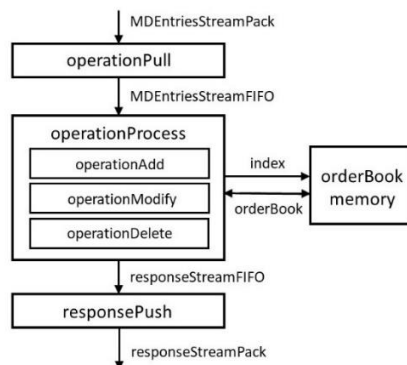 MDEntriesStreamPack
operationPull
MDEntriesStreamFIFO
operationProcess
operationAdd
operationModify
operationDelete
index
orderBook
orderBook
memory
responseStreamFIFO
responsePush
responseStreamPack